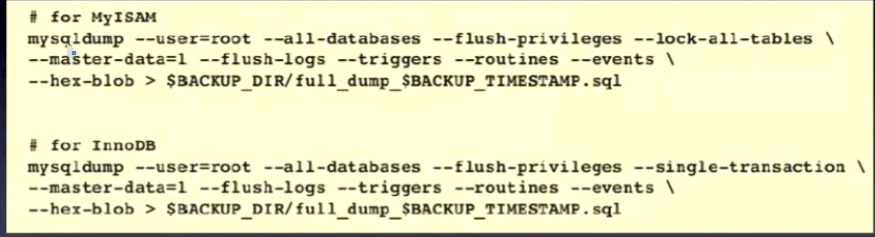 # for MyISAM
mysqldump --user=root --all-databases --flush-privileges --lock-all-tables \
--master-data=1 --flush-logs --triggers --routines --events \
--hex-blob > $BACKUP_DIR/full_dump_$BACKUP_TIMESTAMP.sql
# for InnoDB
mysqldump --user=root --all-databases --flush-privileges --single-transaction \
--master-data=1 --flush-logs --triggers --routines --events \
--hex-blob > $BACKUP_DIR/full_dump_$BACKUP_TIMESTAMP.sql